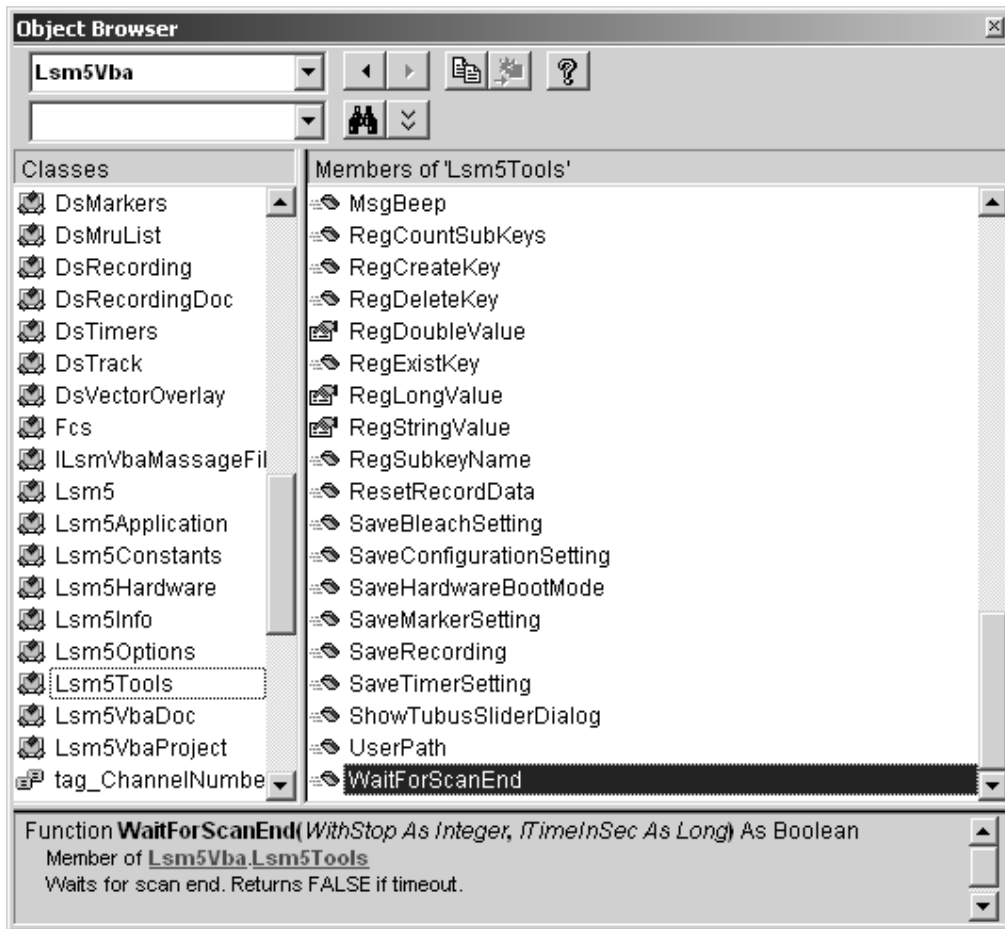 Object Browser
Lsm5Vba
Classes
DsMarkers
DsMruList
DsRecording
DsRecordingDoc
DsTimers
DsTrack
DsVectorOverlay
Fcs
ILsmVbaMassageFil
Lsm5
Lsm5Application
Lsm5Constants
Lsm5Hardware
Lsm5Info
Lsm5Options
Lsm5Tools
Lsm5VbaDoc
Lsm5VbaProject
tag_ChannelNumbe
Members of 'Lsm5Tools'
MsgBeep
RegCountSubKeys
RegCreateKey
RegDeleteKey
RegDoubleValue
RegExistKey
RegLongValue
RegStringValue
RegSubkeyName
ResetRecordData
SaveBleachSetting
SaveConfigurationSetting
SaveHardwareBootMode
SaveMarkerSetting
SaveRecording
SaveTimerSetting
ShowTubusSliderDialog
UserPath
WaitForScanEnd
Function WaitForScanEnd(WithStop As Integer, lTimeInSec As Long) As Boolean
Member of Lsm5Vba.Lsm5Tools
Waits for scan end. Returns FALSE if timeout.